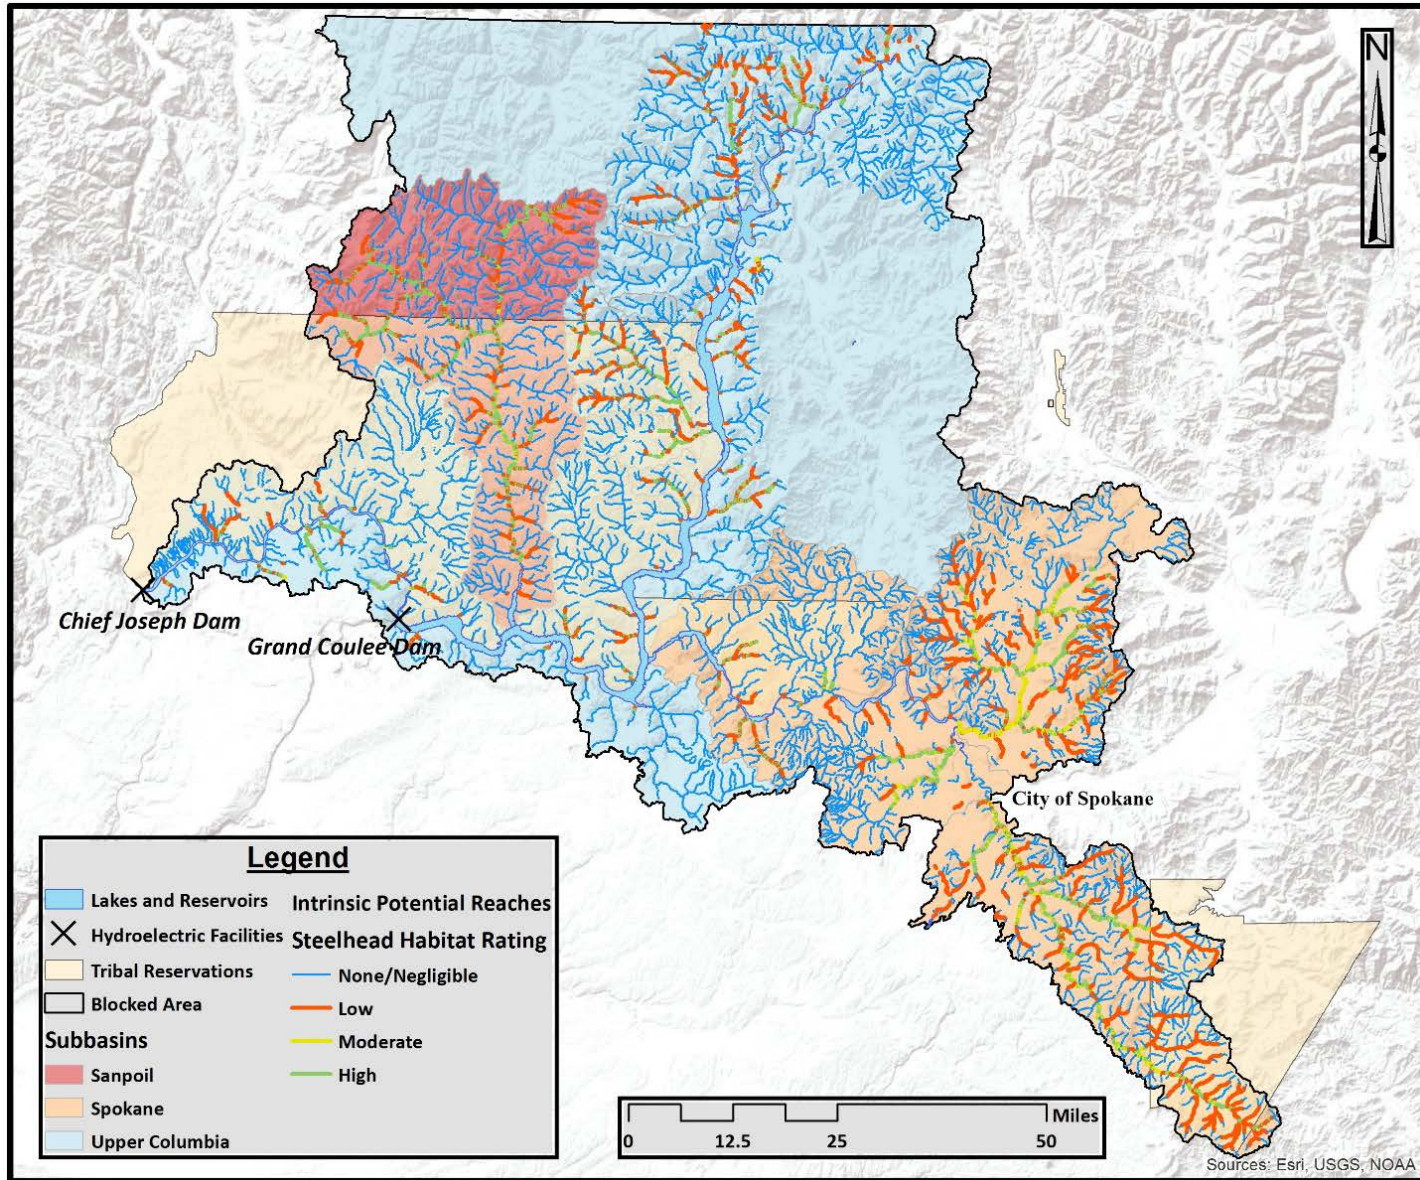 N
Chief Joseph Dam
Grand Coulee Dam
City of Spokane
Legend
Lakes and Reservoirs
Hydroelectric Facilities
Tribal Reservations
Blocked Area
Subbasins
Sanpoil
Spokane
Upper Columbia
Intrinsic Potential Reaches
Steelhead Habitat Rating
None/Negligible
Low
Moderate
High
Miles
0 12.5 25 50
Sources: Esri, USGS, NOAA